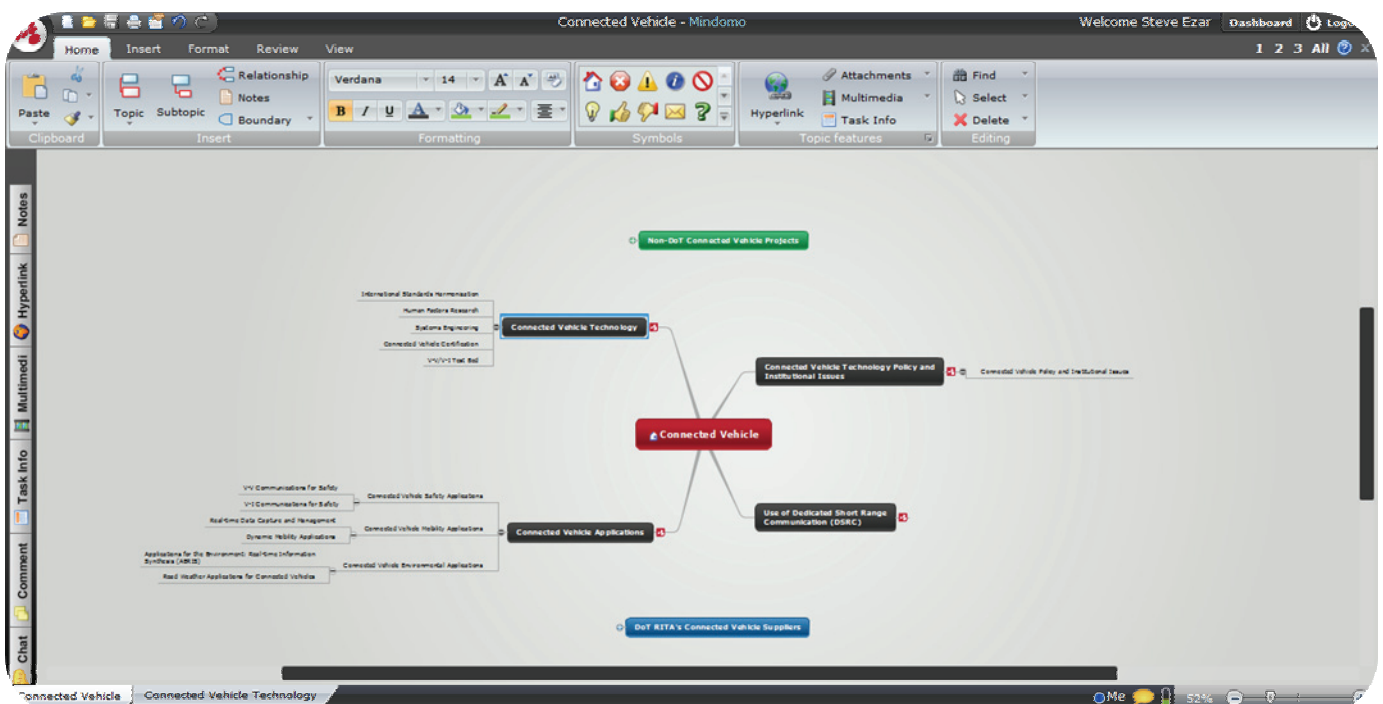 Connected Vehicle - Mindomo
Welcome Steve Ezar
Dashboard
Home
Insert
Format
Review
View
1 2 3 All
Paste
Clipboard
Topic
Subtopic
Relationship
Notes
Boundary
Insert
Verdana
14
B I U
Formatting
Symbols
Hyperlink
Attachments
Multimedia
Task Info
Topic features
Find
Select
Delete
Editing
Notes
Hyperlink
Multimedi
Task Info
Comment
Chat
Non-DoT Connected Vehicle Projects
International Standards Harmonization
Human Factors Research
Systems Engineering
Connected Vehicle Certification
V-V/V-I Test Bed
Connected Vehicle Technology
Connected Vehicle Technology Policy and
Institutional Issues
Connected Vehicle Policy and Institutional Issues
Connected Vehicle
V-V Communications for Safety
V-I Communications for Safety
Connected Vehicle Safety Applications
Real-time Data Capture and Management
Dynamic Mobility Applications
Connected Vehicle Mobility Applications
Applications for the Environment: Real-time Information
Synthesis (AERIS)
Road Weather Applications for Connected Vehicles
Connected Vehicle Environmental Applications
Connected Vehicle Applications
Use of Dedicated Short Range
Communication (DSRC)
DoT RITA's Connected Vehicle Suppliers
Connected Vehicle
Connected Vehicle Technology
Me
52%